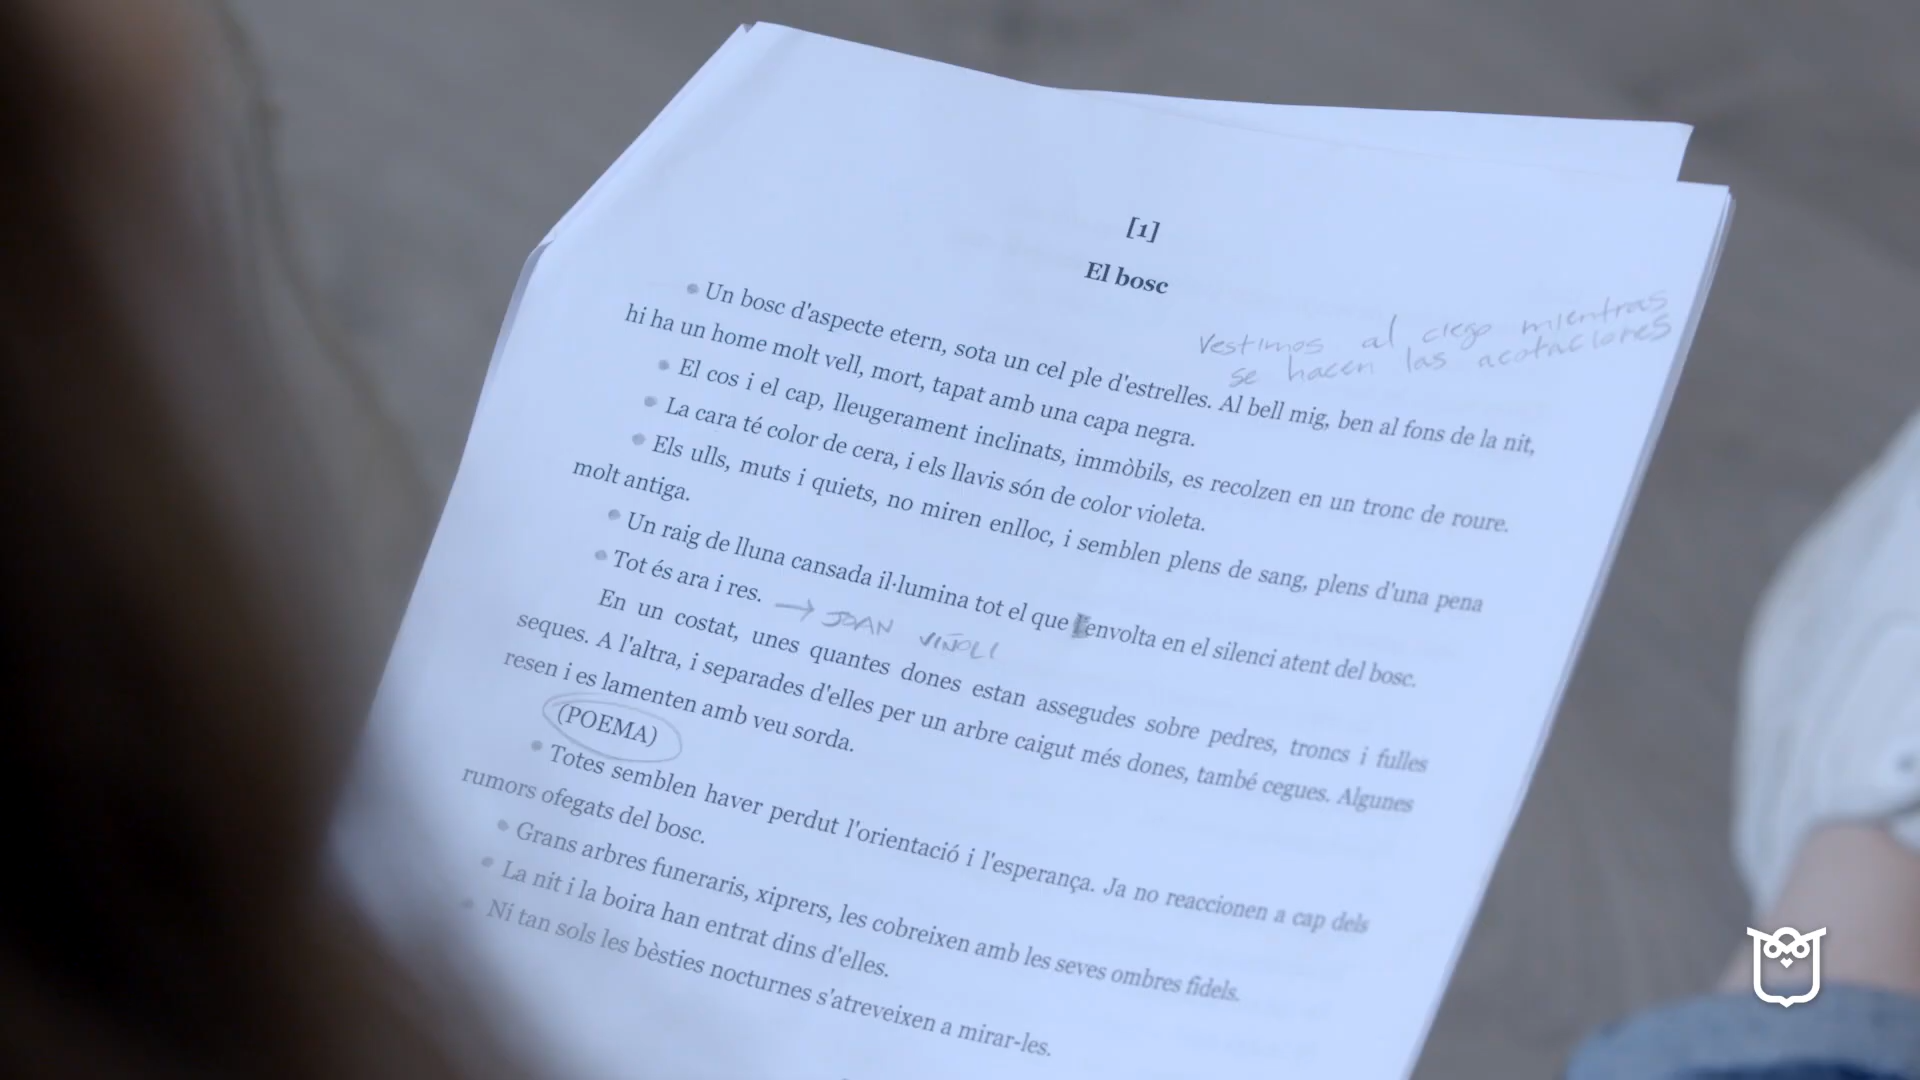 [1]
El bosc
Vestimos al ciego mientras
se hacen las acotaciones
• Un bosc d'aspecte etern, sota un cel ple d'estrelles. Al bell mig, ben al fons de la nit,
hi ha un home molt vell, mort, tapat amb una capa negra.
• El cos i el cap, lleugerament inclinats, immòbils, es recolzen en un tronc de roure.
• La cara té color de cera, i els llavis són de color violeta.
• Els ulls, muts i quiets, no miren enlloc, i semblen plens de sang, plens d'una pena
molt antiga.
• Un raig de lluna cansada il·lumina tot el que l'envolta en el silenci atent del bosc.
• Tot és ara i res. → JOAN VIÑOLI
En un costat, unes quantes dones estan assegudes sobre pedres, troncs i fulles
seques. A l'altra, i separades d'elles per un arbre caigut més dones, també cegues. Algunes
resen i es lamenten amb veu sorda.
(POEMA)
• Totes semblen haver perdut l'orientació i l'esperança. Ja no reaccionen a cap dels
rumors ofegats del bosc.
• Grans arbres funeraris, xiprers, les cobreixen amb les seves ombres fidels.
• La nit i la boira han entrat dins d'elles.
• Ni tan sols les bèsties nocturnes s'atreveixen a mirar-les.